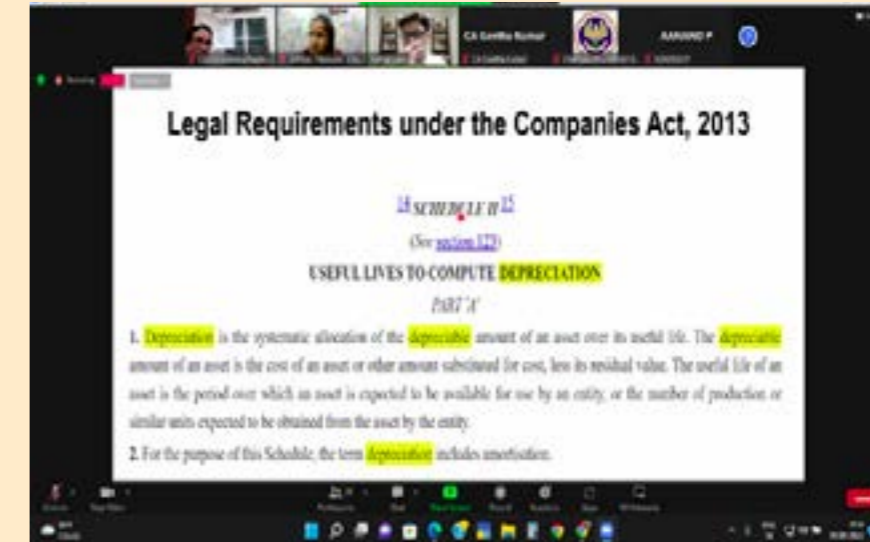 CA Geetha Kumar
AANAND P
Legal Requirements under the Companies Act, 2013
14 SCHEDULE II 15
(See section 123)
USEFUL LIVES TO COMPUTE DEPRECIATION
PART 'A'
1. Depreciation is the systematic allocation of the depreciable amount of an asset over its useful life. The depreciable
amount of an asset is the cost of an asset or other amount substituted for cost, less its residual value. The useful life of an
asset is the period over which an asset is expected to be available for use by an entity, or the number of production or
similar units expected to be obtained from the asset by the entity.
2. For the purpose of this Schedule, the term depreciation includes amortisation.